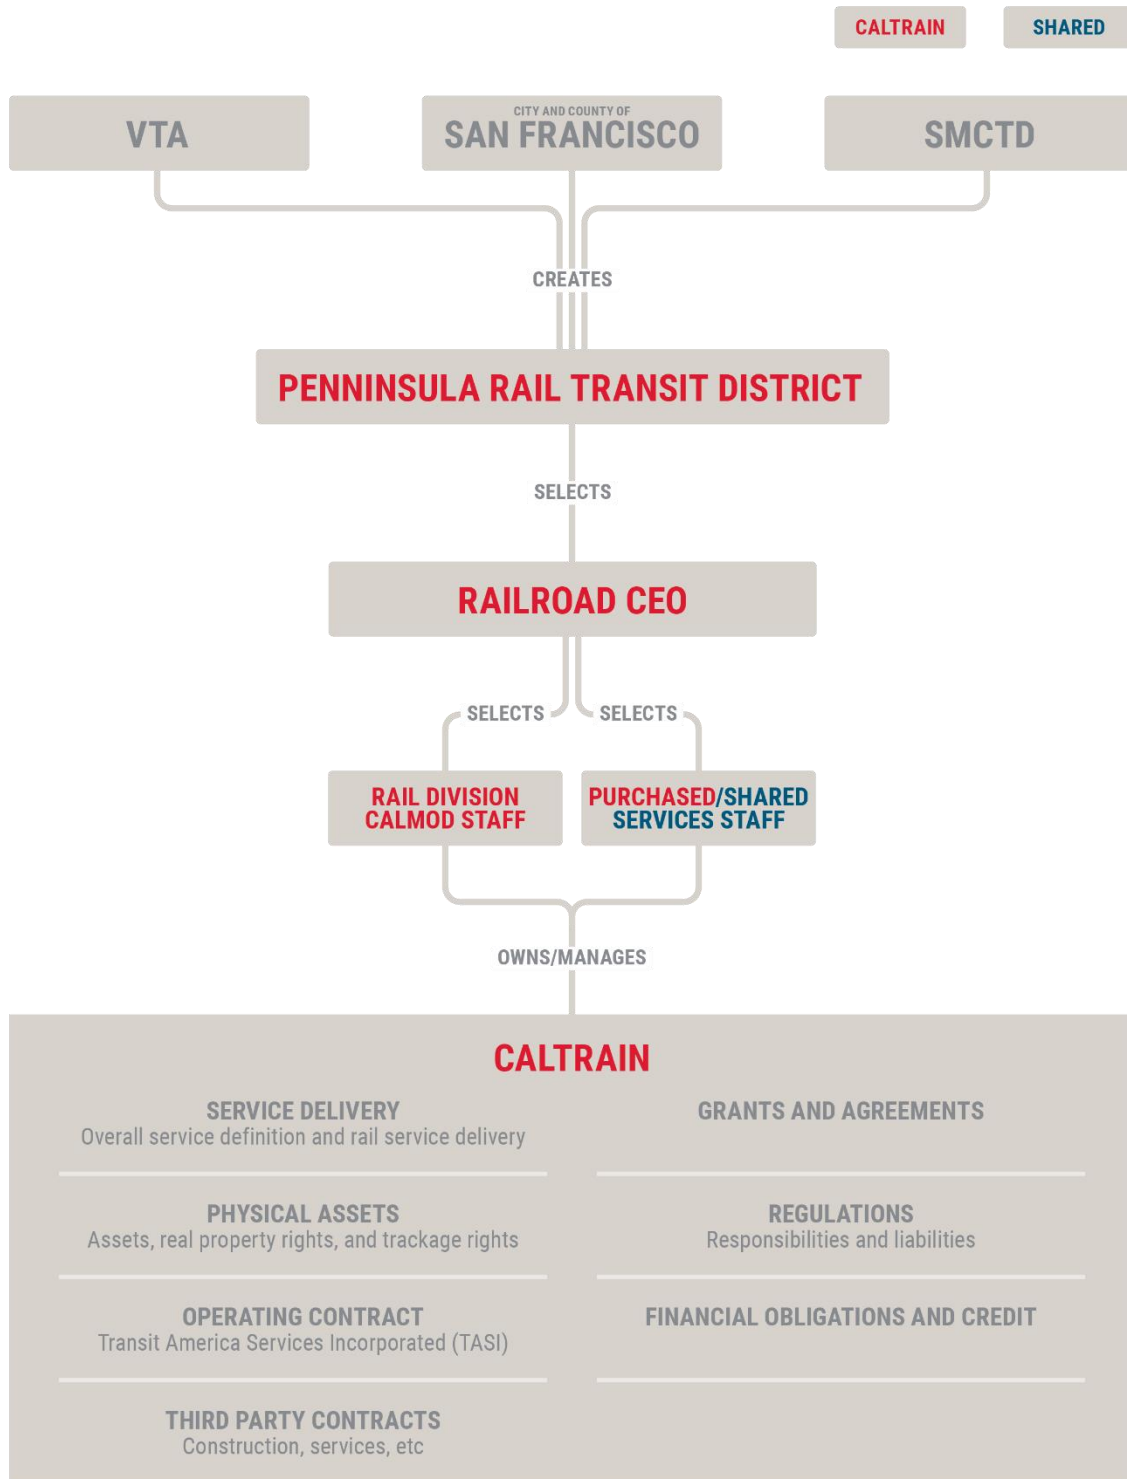 CALTRAIN
SHARED
VTA
CITY AND COUNTY OF
SAN FRANCISCO
SMCTD
CREATES
PENNINSULA RAIL TRANSIT DISTRICT
SELECTS
RAILROAD CEO
SELECTS
SELECTS
RAIL DIVISION
CALMOD STAFF
PURCHASED/SHARED
SERVICES STAFF
OWNS/MANAGES
CALTRAIN
SERVICE DELIVERY
Overall service definition and rail service delivery
GRANTS AND AGREEMENTS
PHYSICAL ASSETS
Assets, real property rights, and trackage rights
REGULATIONS
Responsibilities and liabilities
OPERATING CONTRACT
Transit America Services Incorporated (TASI)
FINANCIAL OBLIGATIONS AND CREDIT
THIRD PARTY CONTRACTS
Construction, services, etc